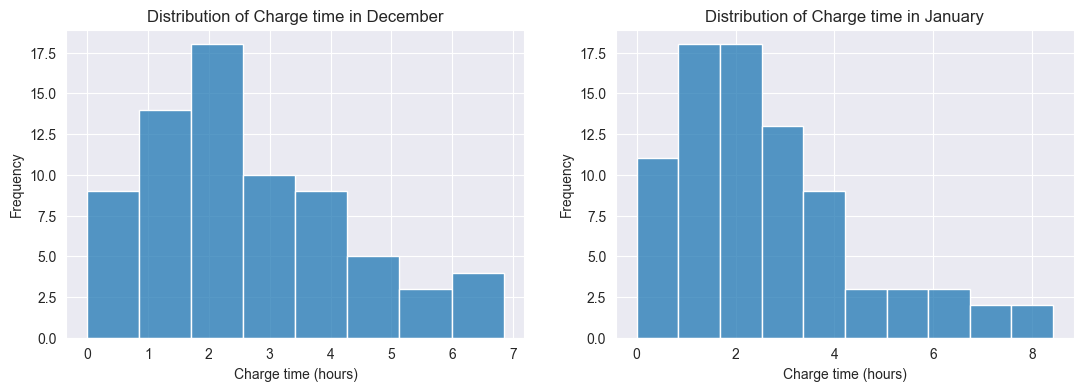 Distribution of Charge time in December
17.5
15.0
12.5
10.0
7.5
5.0
2.5
0.0
Frequency
0 1 2 3 4 5 6 7
Charge time (hours)
Distribution of Charge time in January
17.5
15.0
12.5
10.0
7.5
5.0
2.5
0.0
Frequency
0 2 4 6 8
Charge time (hours)